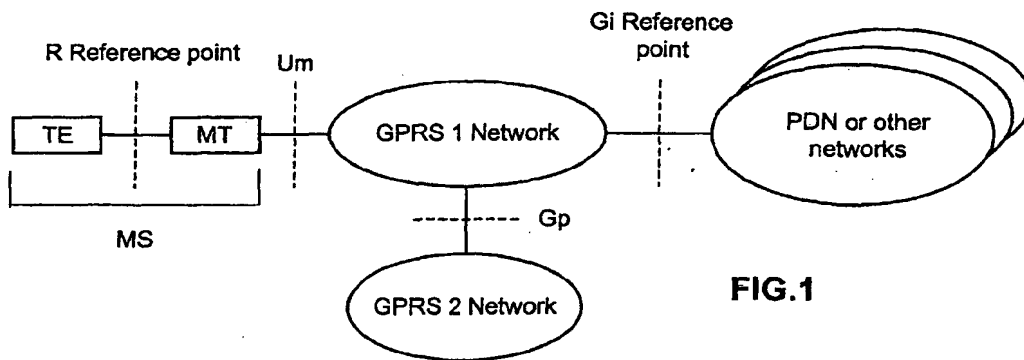 R Reference point
Um
Gi Reference
point
TE
MT
GPRS 1 Network
PDN or other
networks
MS
Gp
GPRS 2 Network
FIG.1